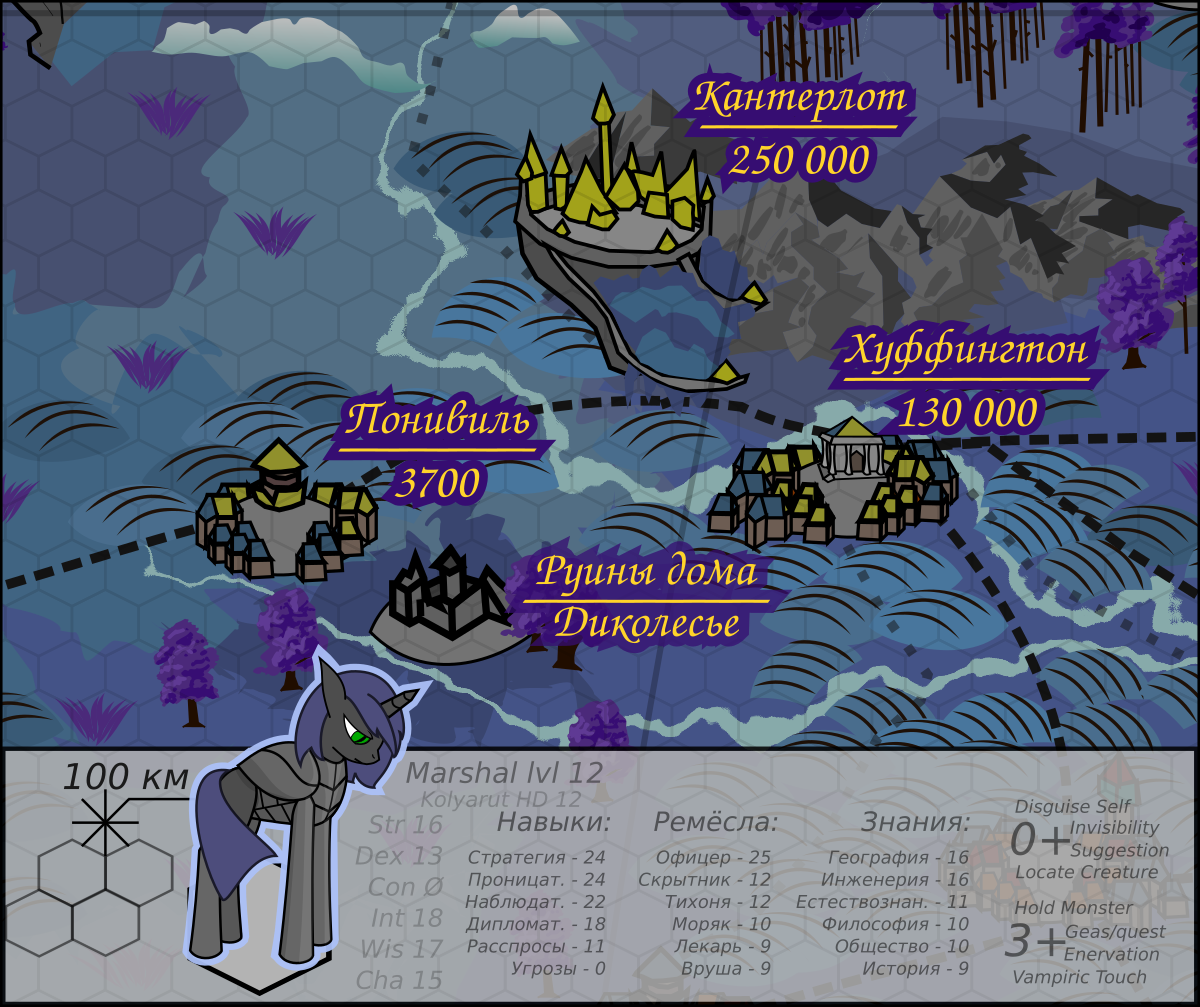 Кантерлот
250 000
Хуффингтон
130 000
Понивиль
3700
Руины дома
Диколесье
100 км
Marshal lvl 12
Kolyarut HD 12
Str 16
Dex 13
Con Ø
Int 18
Wis 17
Cha 15
Навыки:
Стратегия - 24
Проницат. - 24
Наблюдат. - 22
Дипломат. - 18
Расспросы - 11
Угрозы - 0
Ремёсла:
Офицер - 25
Скрытник - 12
Тихоня - 12
Моряк - 10
Лекарь - 9
Вруша - 9
Знания:
География - 16
Инженерия - 16
Естествознан. - 11
Философия - 10
Общество - 10
История - 9
Disguise Self
0+ Invisibility
Suggestion
Locate Creature
Hold Monster
3+ Geas/quest
Enervation
Vampiric Touch